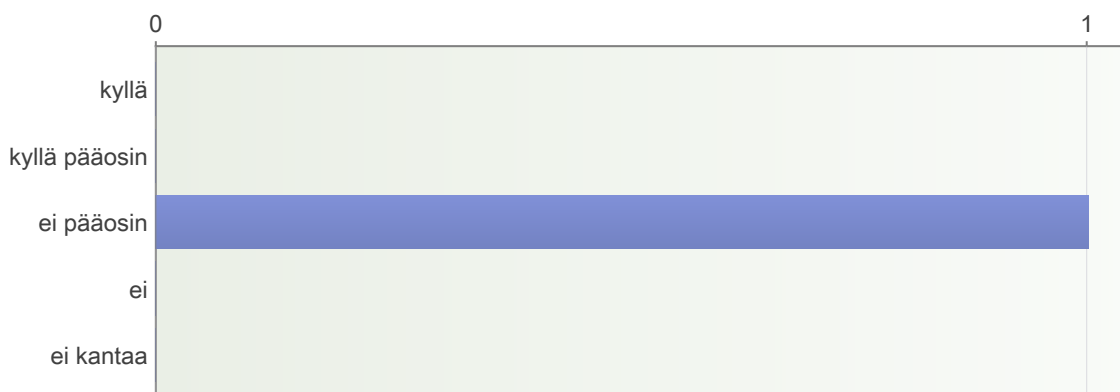 0 1
kyllä
kyllä pääosin
ei pääosin
ei
ei kantaa